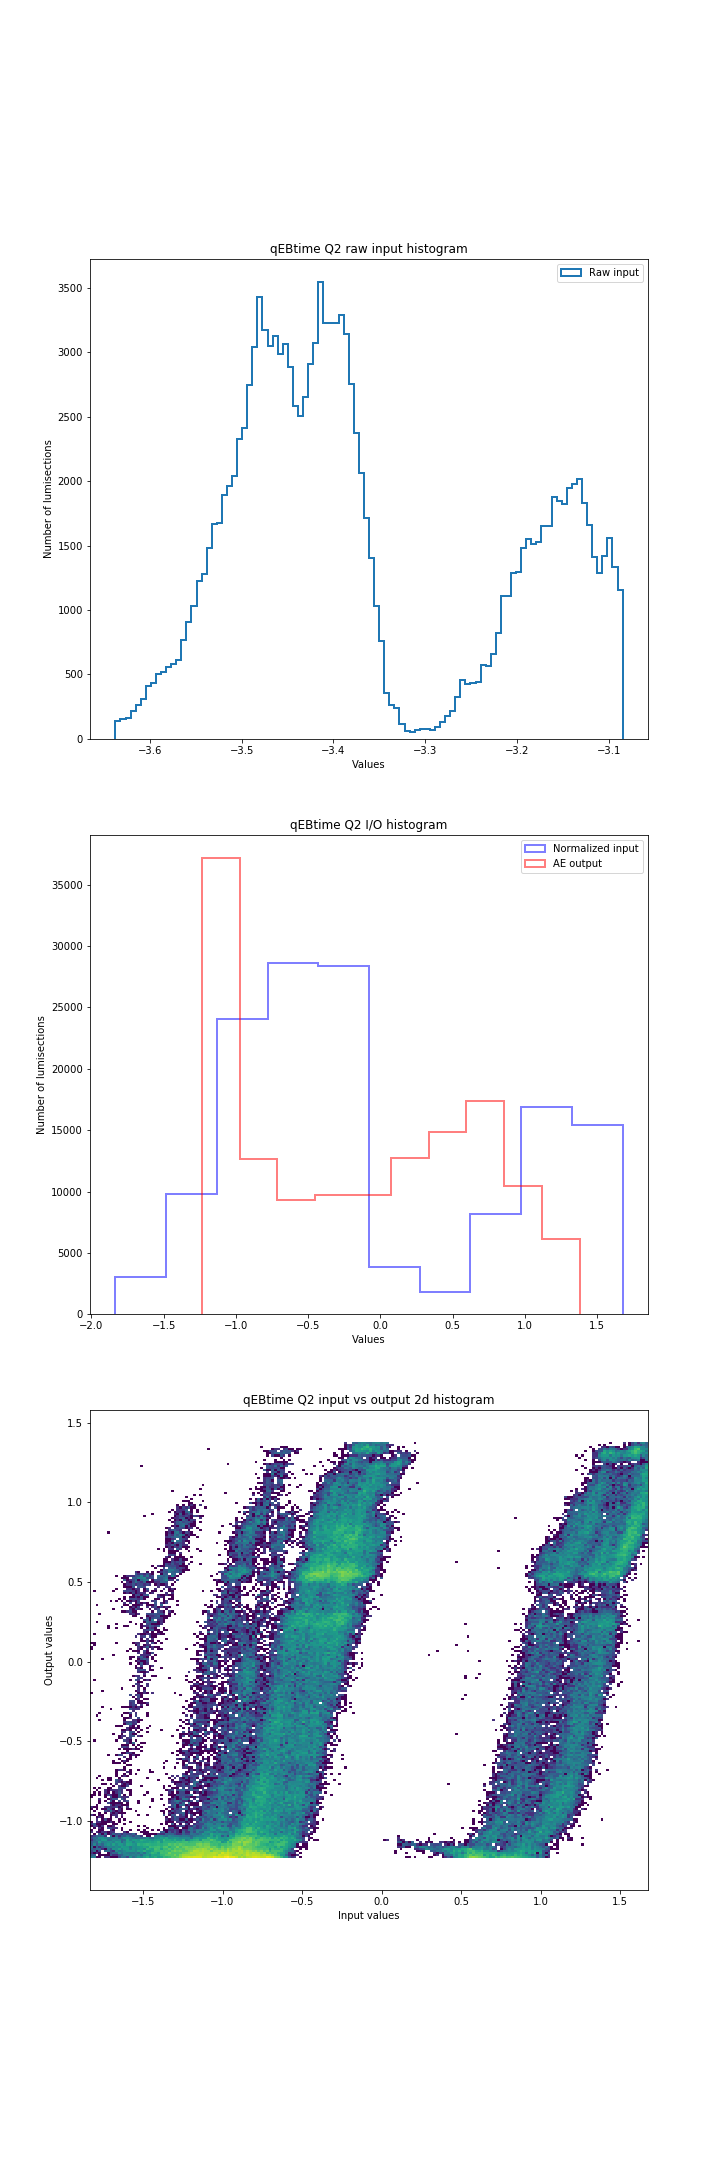 qEBtime Q2 raw input histogram
Raw input
3500
3000
2500
2000
1500
1000
500
0
Number of lumisections
−3.6 −3.5 −3.4 −3.3 −3.2 −3.1
Values
qEBtime Q2 I/O histogram
Normalized input
AE output
35000
30000
25000
20000
15000
10000
5000
0
Number of lumisections
−2.0 −1.5 −1.0 −0.5 0.0 0.5 1.0 1.5
Values
qEBtime Q2 input vs output 2d histogram
1.5
1.0
0.5
0.0
−0.5
−1.0
Output values
−1.5 −1.0 −0.5 0.0 0.5 1.0 1.5
Input values